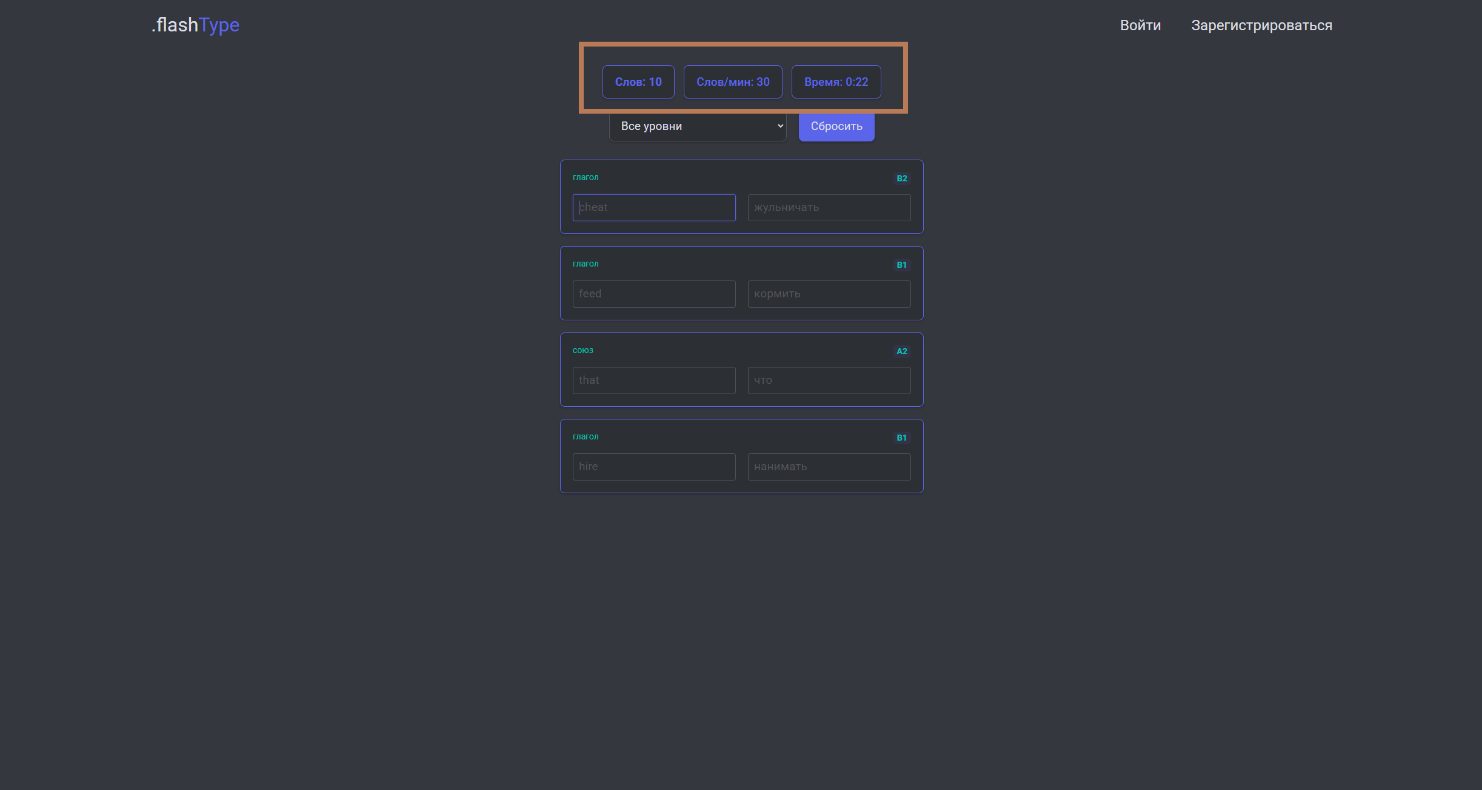 .flashType
Войти Зарегистрироваться
Слов: 10 Слов/мин: 30 Время: 0:22
Все уровни Сбросить
глагол B2
cheat жульничать
глагол B1
feed кормить
союз A2
that что
глагол B1
hire нанимать